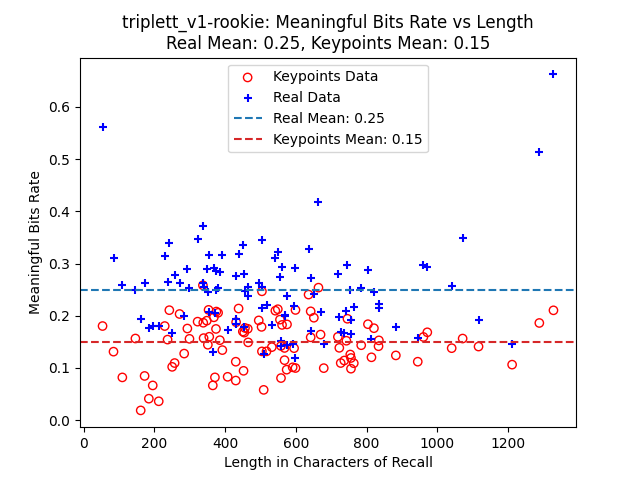 triplett_v1-rookie: Meaningful Bits Rate vs Length
Real Mean: 0.25, Keypoints Mean: 0.15
Keypoints Data
Real Data
Real Mean: 0.25
Keypoints Mean: 0.15
Meaningful Bits Rate
0.6
0.5
0.4
0.3
0.2
0.1
0.0
0 200 400 600 800 1000 1200
Length in Characters of Recall